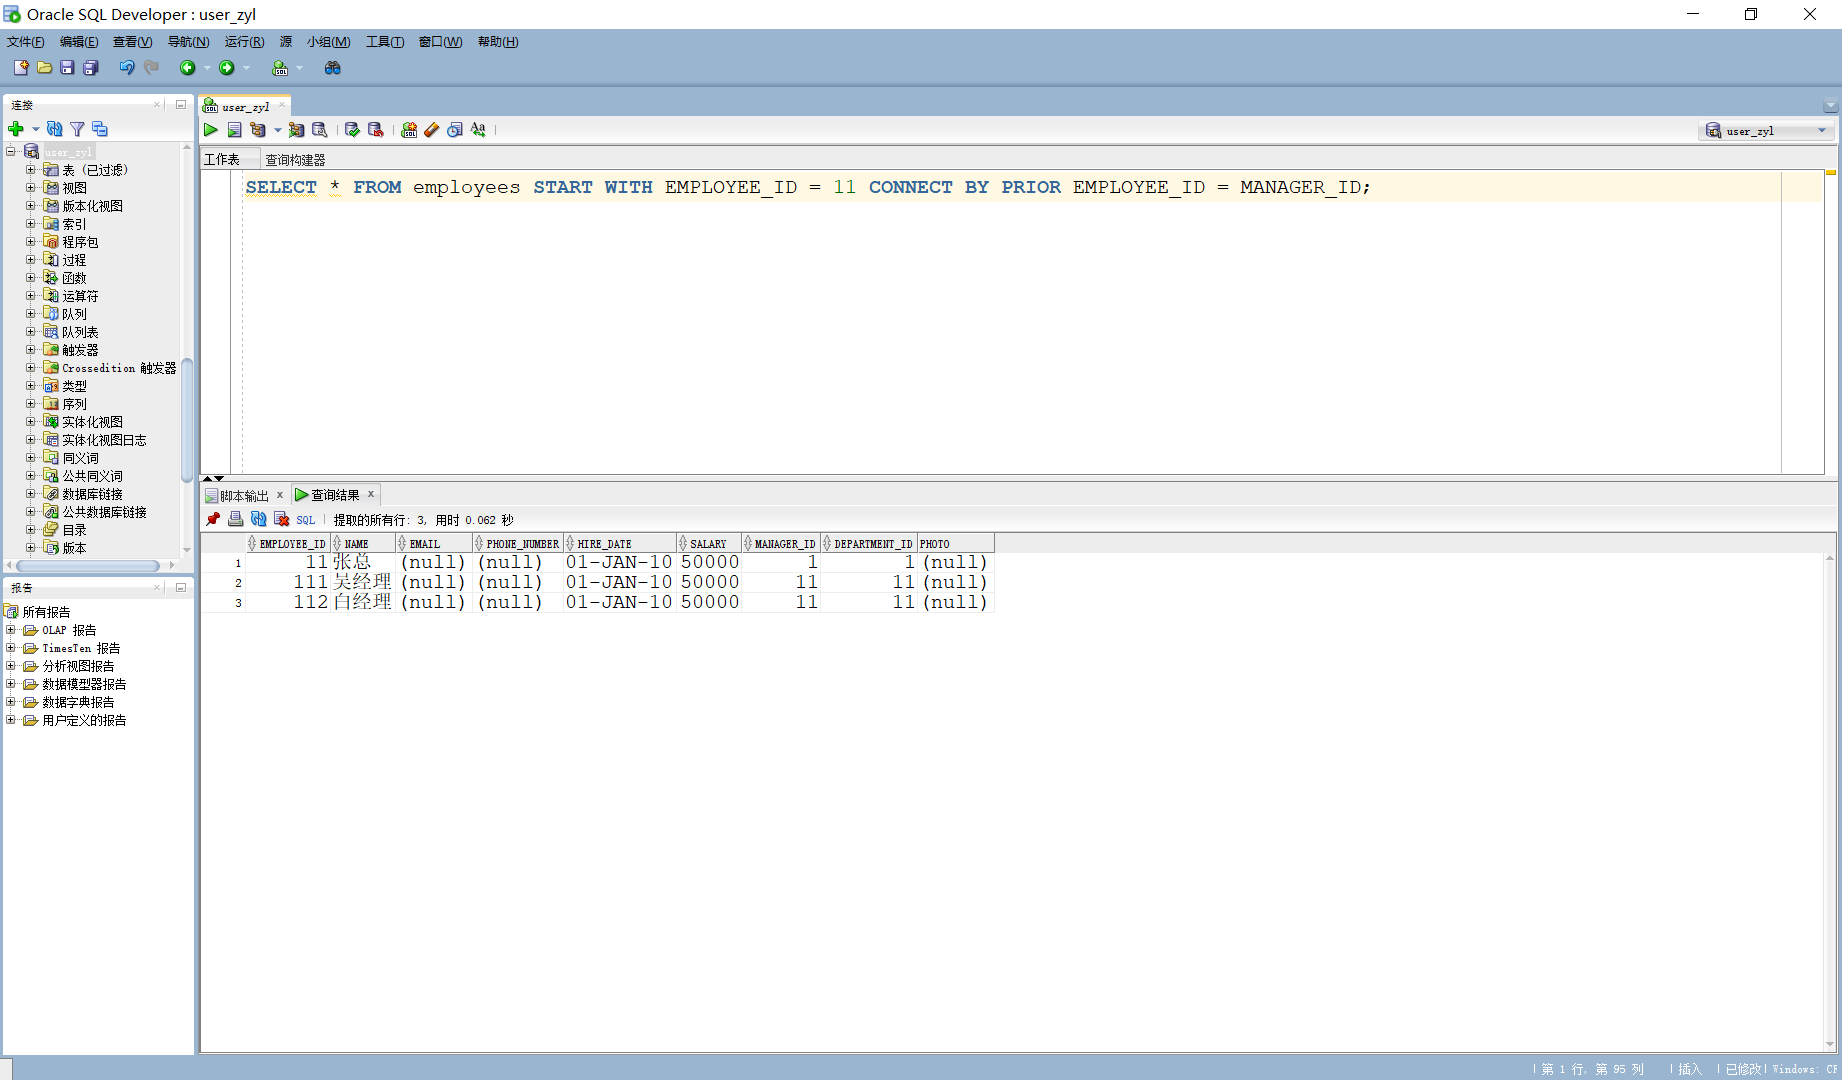 Oracle SQL Developer : user_zyl
文件(F) 编辑(E) 查看(V) 导航(N) 运行(R) 源 小组(M) 工具(T) 窗口(W) 帮助(H)
连接
user_zyl
表 (已过滤)
视图
版本化视图
索引
程序包
过程
函数
运算符
队列
队列表
触发器
Crossedition 触发器
类型
序列
实体化视图
实体化视图日志
同义词
公共同义词
数据库链接
公共数据库链接
目录
版本
报告
所有报告
OLAP 报告
TimesTen 报告
分析视图报告
数据模型器报告
数据字典报告
用户定义的报告
user_zyl
user_zyl
工作表 查询构建器
SELECT * FROM employees START WITH EMPLOYEE_ID = 11 CONNECT BY PRIOR EMPLOYEE_ID = MANAGER_ID;
脚本输出 x 查询结果 x
SQL | 提取的所有行: 3, 用时 0.062 秒
EMPLOYEE_ID NAME EMAIL PHONE_NUMBER HIRE_DATE SALARY MANAGER_ID DEPARTMENT_ID PHOTO
1 11 张总 (null) (null) 01-JAN-10 50000 1 1 (null)
2 111 吴经理 (null) (null) 01-JAN-10 50000 11 11 (null)
3 112 白经理 (null) (null) 01-JAN-10 50000 11 11 (null)
第 1 行, 第 95 列 | 插入 | 已修改 | Windows: CF